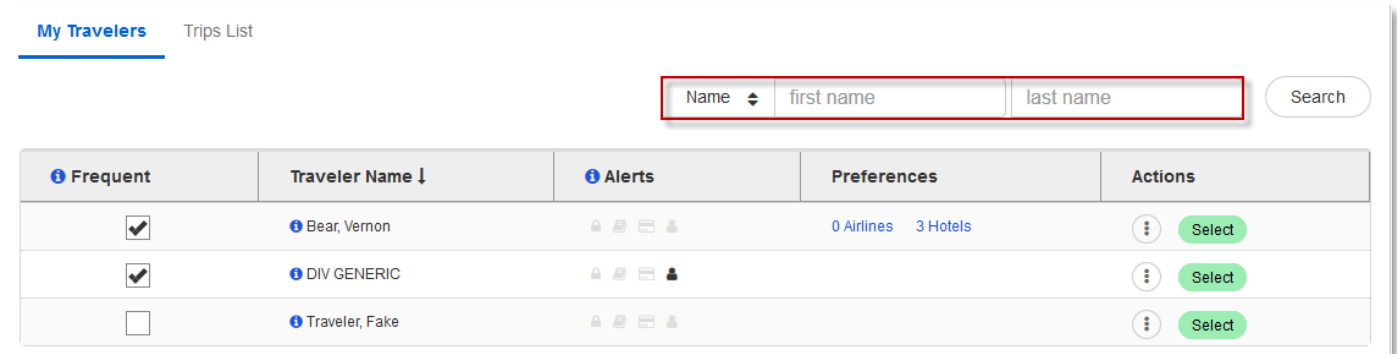 My Travelers Trips List
Name first name last name Search
Frequent Traveler Name Alerts Preferences Actions
Bear, Vernon 0 Airlines 3 Hotels Select
DIV GENERIC Select
Traveler, Fake Select